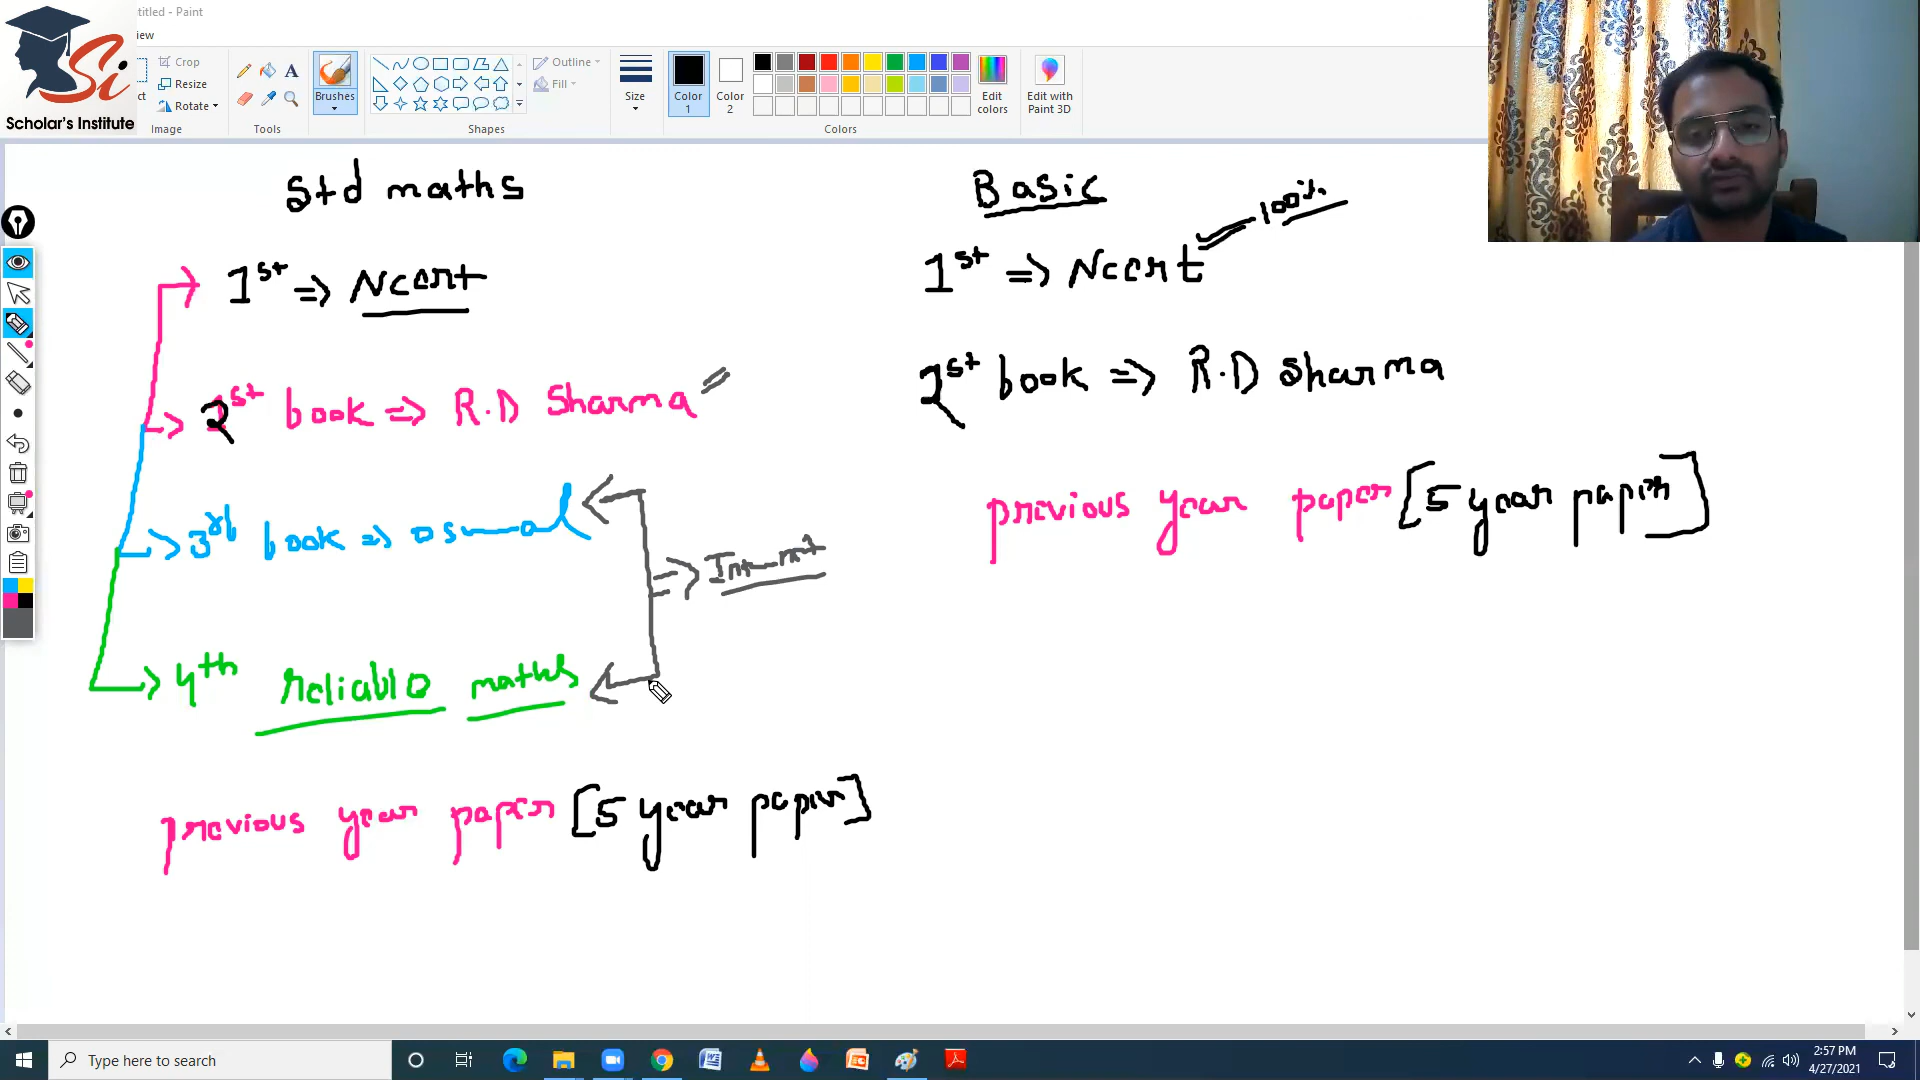 titled - Paint
iew
Crop
Resize
Rotate
Image
Tools
Brushes
Shapes
Outline
Fill
Size
Color 1
Color 2
Edit colors
Edit with Paint 3D
Colors
Si
Scholar's Institute
std maths
1st => Ncert
2st book => R.D Sharma
3rd book =>
4th reliable maths
previous year paper [5 year paper]
Basic
100%
1st => Ncert
2st book => R.D Sharma
previous year paper [5 year paper]
Type here to search
2:57 PM
4/27/2021